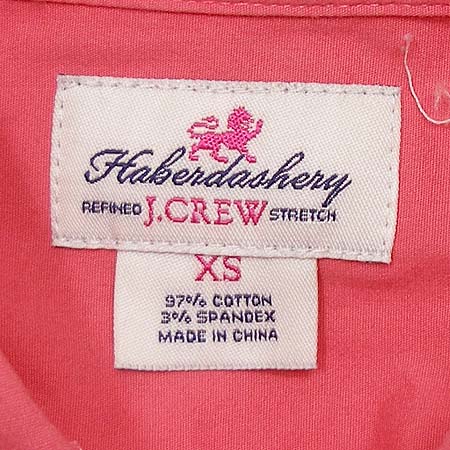 Haberdashery
REFINED J.CREW STRETCH
XS
97% COTTON
3% SPANDEX
MADE IN CHINA